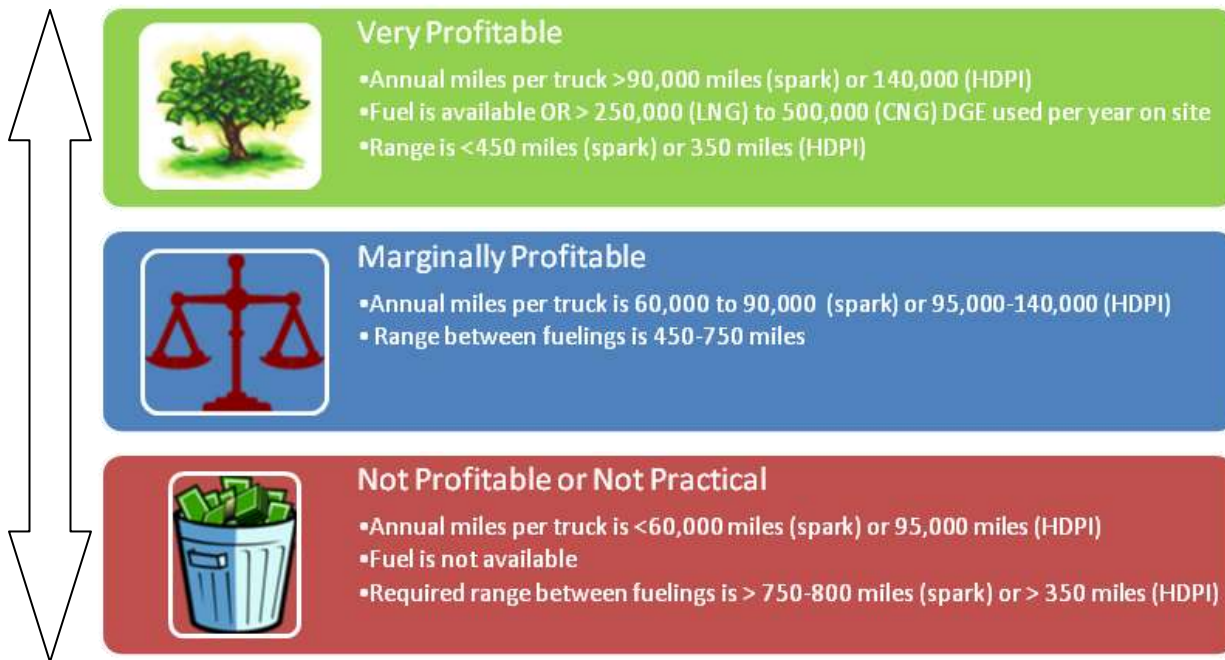 Very Profitable
•Annual miles per truck >90,000 miles (spark) or 140,000 (HDPI)
•Fuel is available OR > 250,000 (LNG) to 500,000 (CNG) DGE used per year on site
•Range is <450 miles (spark) or 350 miles (HDPI)
Marginally Profitable
•Annual miles per truck is 60,000 to 90,000 (spark) or 95,000-140,000 (HDPI)
• Range between fuelings is 450-750 miles
Not Profitable or Not Practical
•Annual miles per truck is <60,000 miles (spark) or 95,000 miles (HDPI)
•Fuel is not available
•Required range between fuelings is > 750-800 miles (spark) or > 350 miles (HDPI)